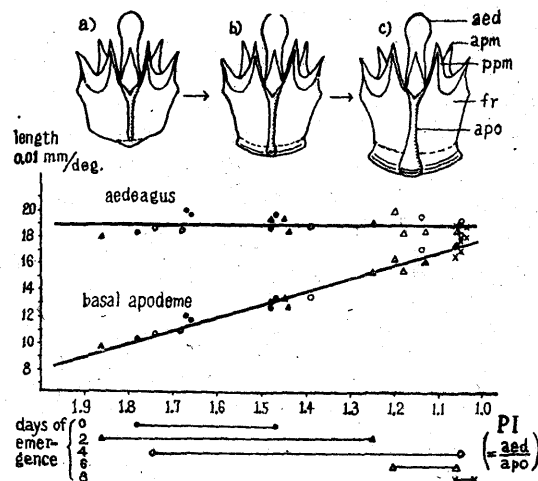 a) b) c)
aed
apm
ppm
fr
apo
length
0.01 mm/deg.
aedeagus
20
18
16
14
12
10
8
basal apodeme
1.9 1.8 1.7 1.6 1.5 1.4 1.3 1.2 1.1 1.0
days of emer-gence
0
2
4
6
8
PI
(= aed/apo)